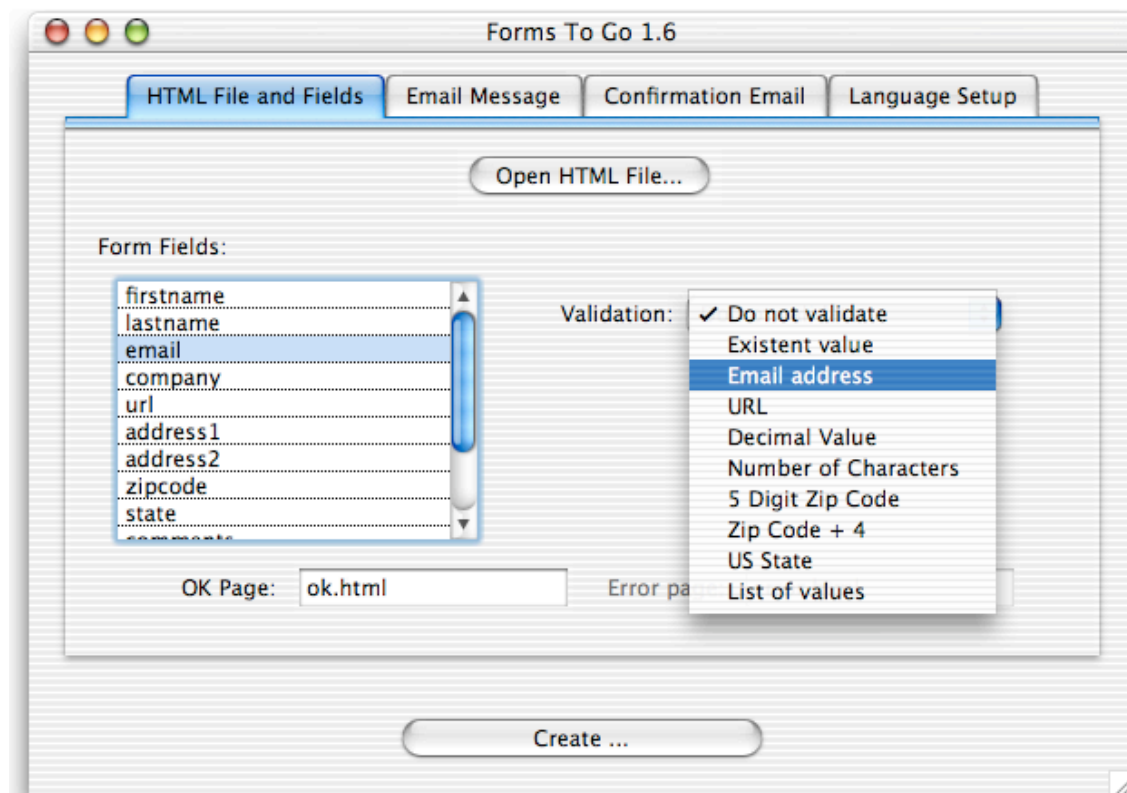 Forms To Go 1.6
HTML File and Fields
Email Message
Confirmation Email
Language Setup
Open HTML File...
Form Fields:
firstname
lastname
email
company
url
address1
address2
zipcode
state
comments
Validation:
✓ Do not validate
Existent value
Email address
URL
Decimal Value
Number of Characters
5 Digit Zip Code
Zip Code + 4
US State
List of values
OK Page: ok.html
Error page
Create ...